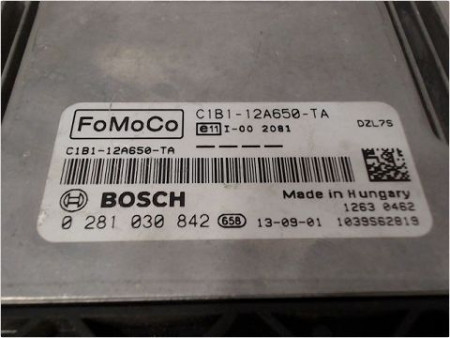 FoMoCo
C1B1-12A650-TA
e11 I-00 2081
DZL7S
C1B1-12A650-TA
BOSCH
Made in Hungary
1263 0462
0 281 030 842 65B 13-09-01 1039S62819